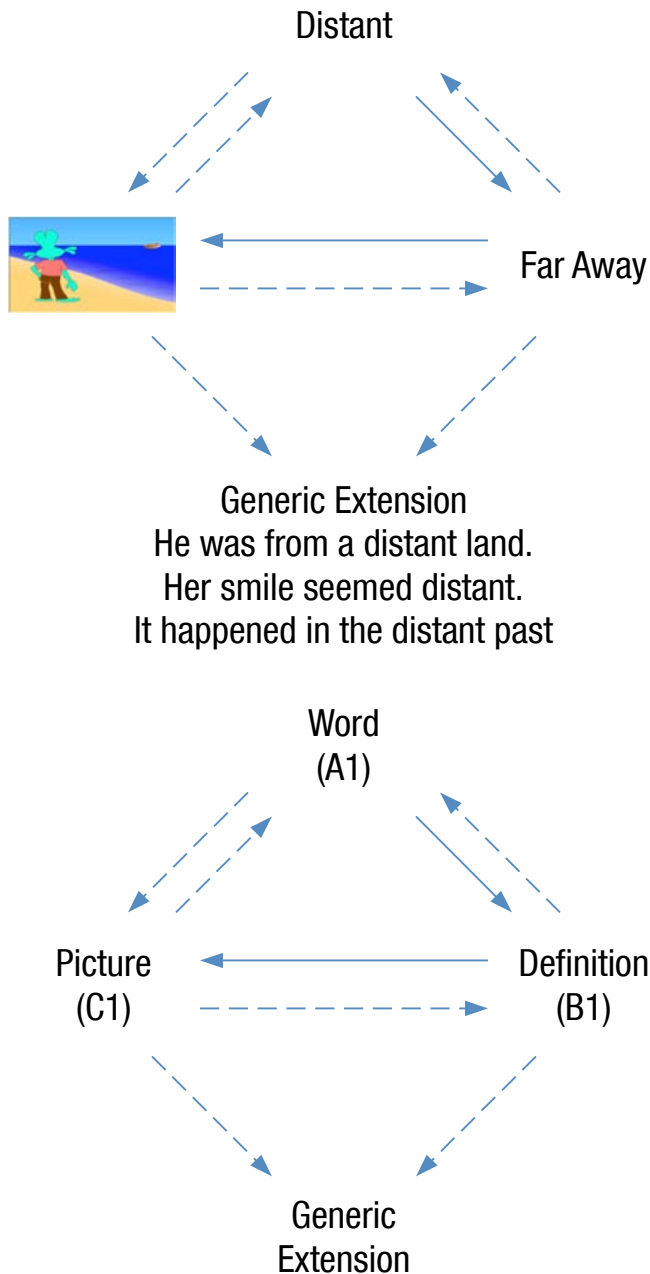 Distant
Far Away
Generic Extension
He was from a distant land.
Her smile seemed distant.
It happened in the distant past
Word
(A1)
Picture
(C1)
Definition
(B1)
Generic
Extension